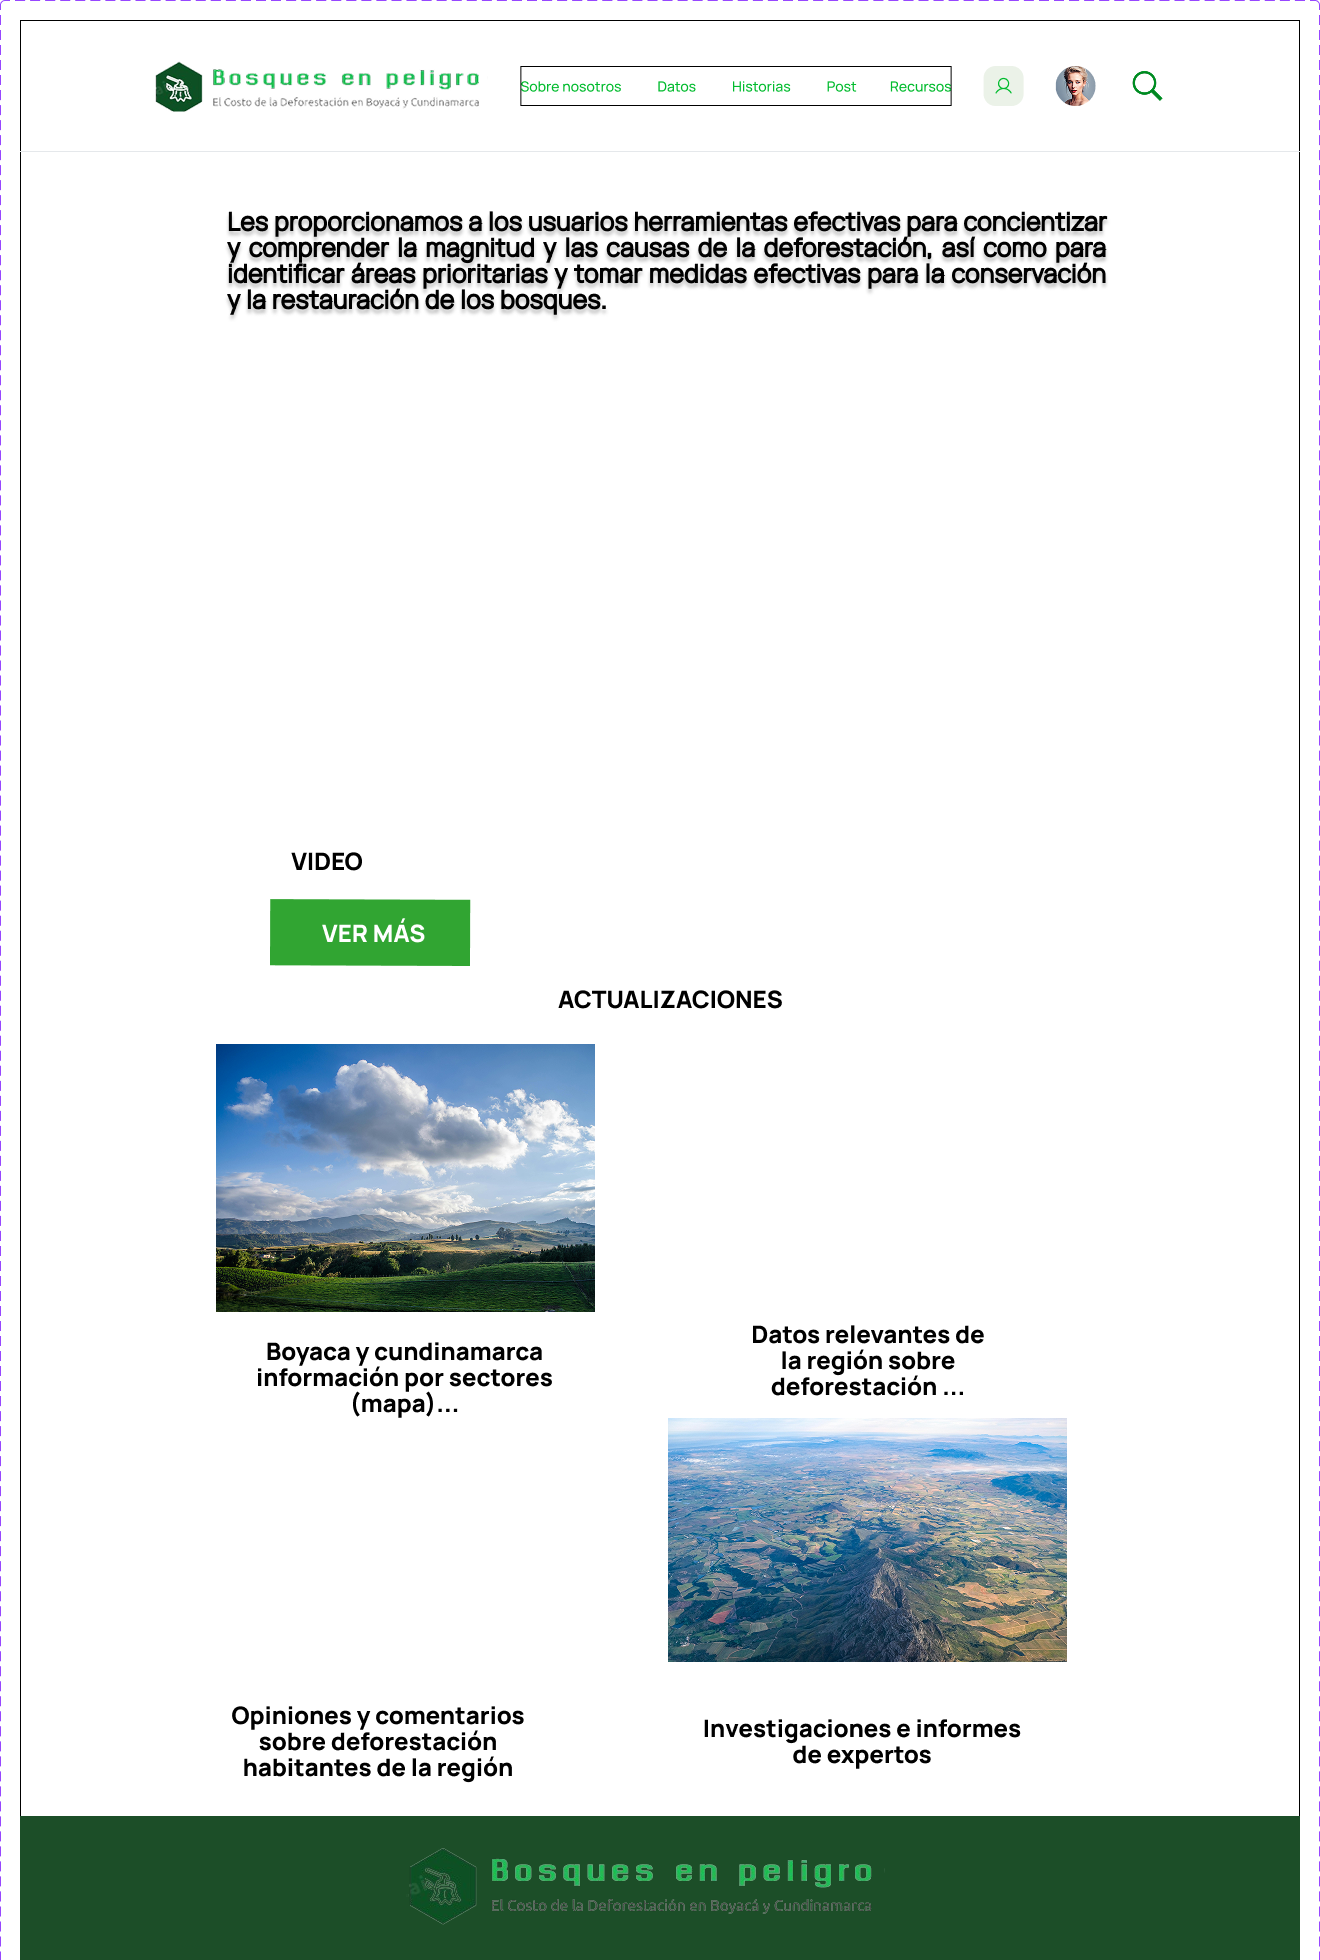 Bosques en peligro
El Costo de la Deforestación en Boyacá y Cundinamarca
Sobre nosotros
Datos
Historias
Post
Recursos
Les proporcionamos a los usuarios herramientas efectivas para concientizar
y comprender la magnitud y las causas de la deforestación, así como para
identificar áreas prioritarias y tomar medidas efectivas para la conservación
y la restauración de los bosques.
VIDEO
VER MÁS
ACTUALIZACIONES
Boyaca y cundinamarca
información por sectores
(mapa)...
Datos relevantes de
la región sobre
deforestación ...
Opiniones y comentarios
sobre deforestación
habitantes de la región
Investigaciones e informes
de expertos
Bosques en peligro
El Costo de la Deforestación en Boyacá y Cundinamarca